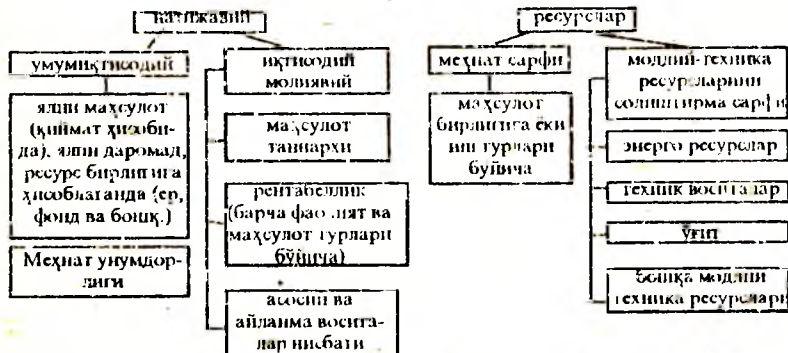 натижавий
умумиқтисодий
ялпи маҳсулот
(қиймат ҳисоби-
да), ялпи даромад,
ресурс бирлигига
ҳисоблаганда (ер,
фонд ва бошқ.)
Меҳнат унумдор-
лиги
иқтисодий
молиявий
маҳсулот
таннархи
рентабеллик
(барча фаолият ва
маҳсулот турлари
бўйича)
асосий ва
айланма восита-
лар нисбати
ресурслар
меҳнат сарфи
маҳсулот
бирлигига ёки
иш турлари
бўйича
моддий-техника
ресурсларнин
солиштирма сарфи
энерго ресурслар
техник воситалар
ўғит
бошқа моддий
техника ресурслари